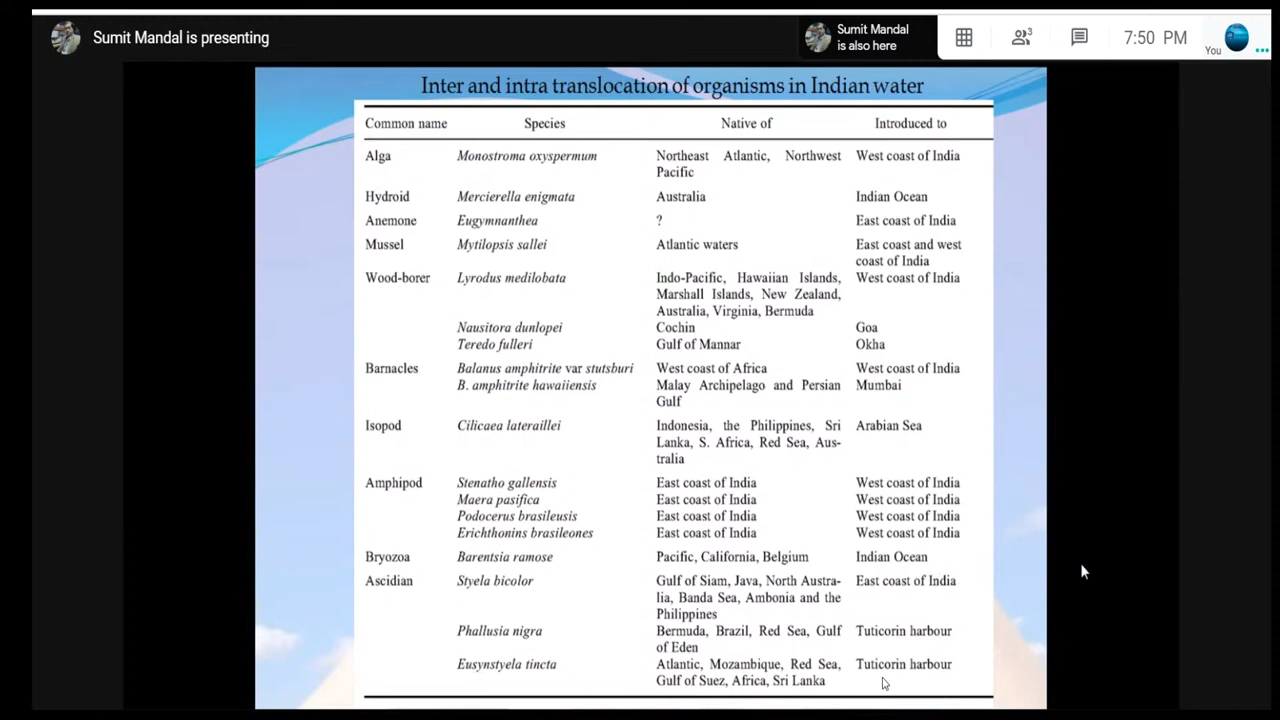 Sumit Mandal is presenting
Sumit Mandal
is also here
3
7:50 PM
You
Inter and intra translocation of organisms in Indian water
Common name Species Native of Introduced to
Alga Monostroma oxyspermum Northeast Atlantic, Northwest West coast of India
Pacific
Hydroid Mercierella enigmata Australia Indian Ocean
Anemone Eugymnanthea ? East coast of India
Mussel Mytilopsis sallei Atlantic waters East coast and west
coast of India
Wood-borer Lyrodus medilobata Indo-Pacific, Hawaiian Islands, West coast of India
Marshall Islands, New Zealand,
Australia, Virginia, Bermuda
Nausitora dunlopei Cochin Goa
Teredo fulleri Gulf of Mannar Okha
Barnacles Balanus amphitrite var stutsburi West coast of Africa West coast of India
B. amphitrite hawaiiensis Malay Archipelago and Persian Mumbai
Gulf
Isopod Cilicaea lateraillei Indonesia, the Philippines, Sri Arabian Sea
Lanka, S. Africa, Red Sea, Aus-
tralia
Amphipod Stenatho gallensis East coast of India West coast of India
Maera pasifica East coast of India West coast of India
Podocerus brasileusis East coast of India West coast of India
Erichthonins brasileones East coast of India West coast of India
Bryozoa Barentsia ramose Pacific, California, Belgium Indian Ocean
Ascidian Styela bicolor Gulf of Siam, Java, North Austra- East coast of India
lia, Banda Sea, Ambonia and the
Philippines
Phallusia nigra Bermuda, Brazil, Red Sea, Gulf Tuticorin harbour
of Eden
Eusynstyela tincta Atlantic, Mozambique, Red Sea, Tuticorin harbour
Gulf of Suez, Africa, Sri Lanka